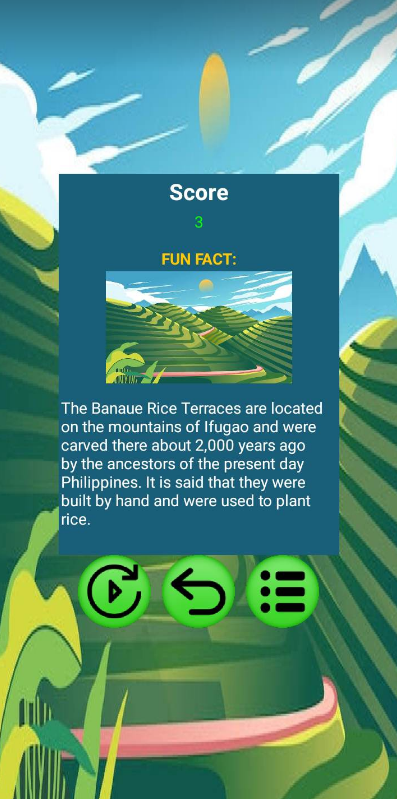 Score
3
FUN FACT:
The Banaue Rice Terraces are located
on the mountains of Ifugao and were
carved there about 2,000 years ago
by the ancestors of the present day
Philippines. It is said that they were
built by hand and were used to plant
rice.